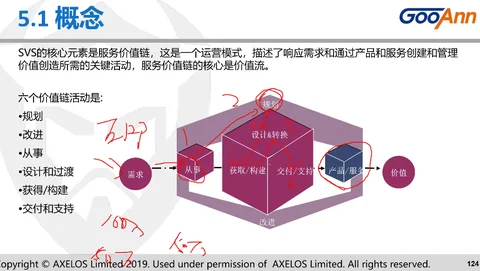 5.1 概念
GooAnn
SVS的核心元素是服务价值链，这是一个运营模式，描述了响应需求和通过产品和服务创建和管理
价值创造所需的关键活动，服务价值链的核心是价值流。
六个价值链活动是:
•规划
•改进
•从事
•设计和过渡
•获得/构建
•交付和支持
规划
设计&转换
需求
从事
获取/构建
交付/支持
产品/服务
价值
改进
1
2
Copyright © AXELOS Limited 2019. Used under permission of AXELOS Limited. All rights reserved.
124